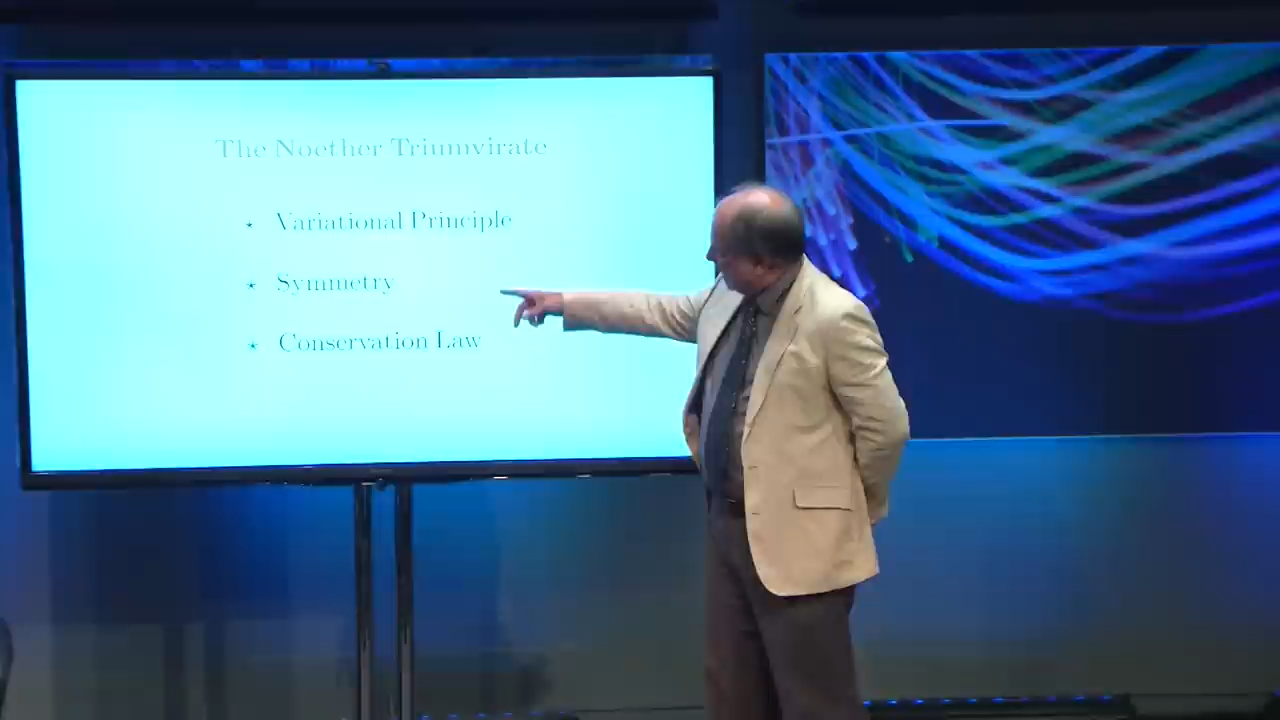 The Noether Triumvirate
⋆ Variational Principle
⋆ Symmetry
⋆ Conservation Law